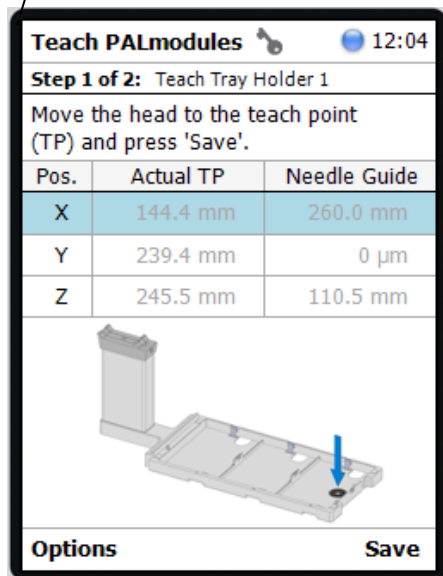 Teach PALmodules 12:04
Step 1 of 2: Teach Tray Holder 1
Move the head to the teach point
(TP) and press 'Save'.
Pos. Actual TP Needle Guide
X 144.4 mm 260.0 mm
Y 239.4 mm 0 µm
Z 245.5 mm 110.5 mm
Options Save